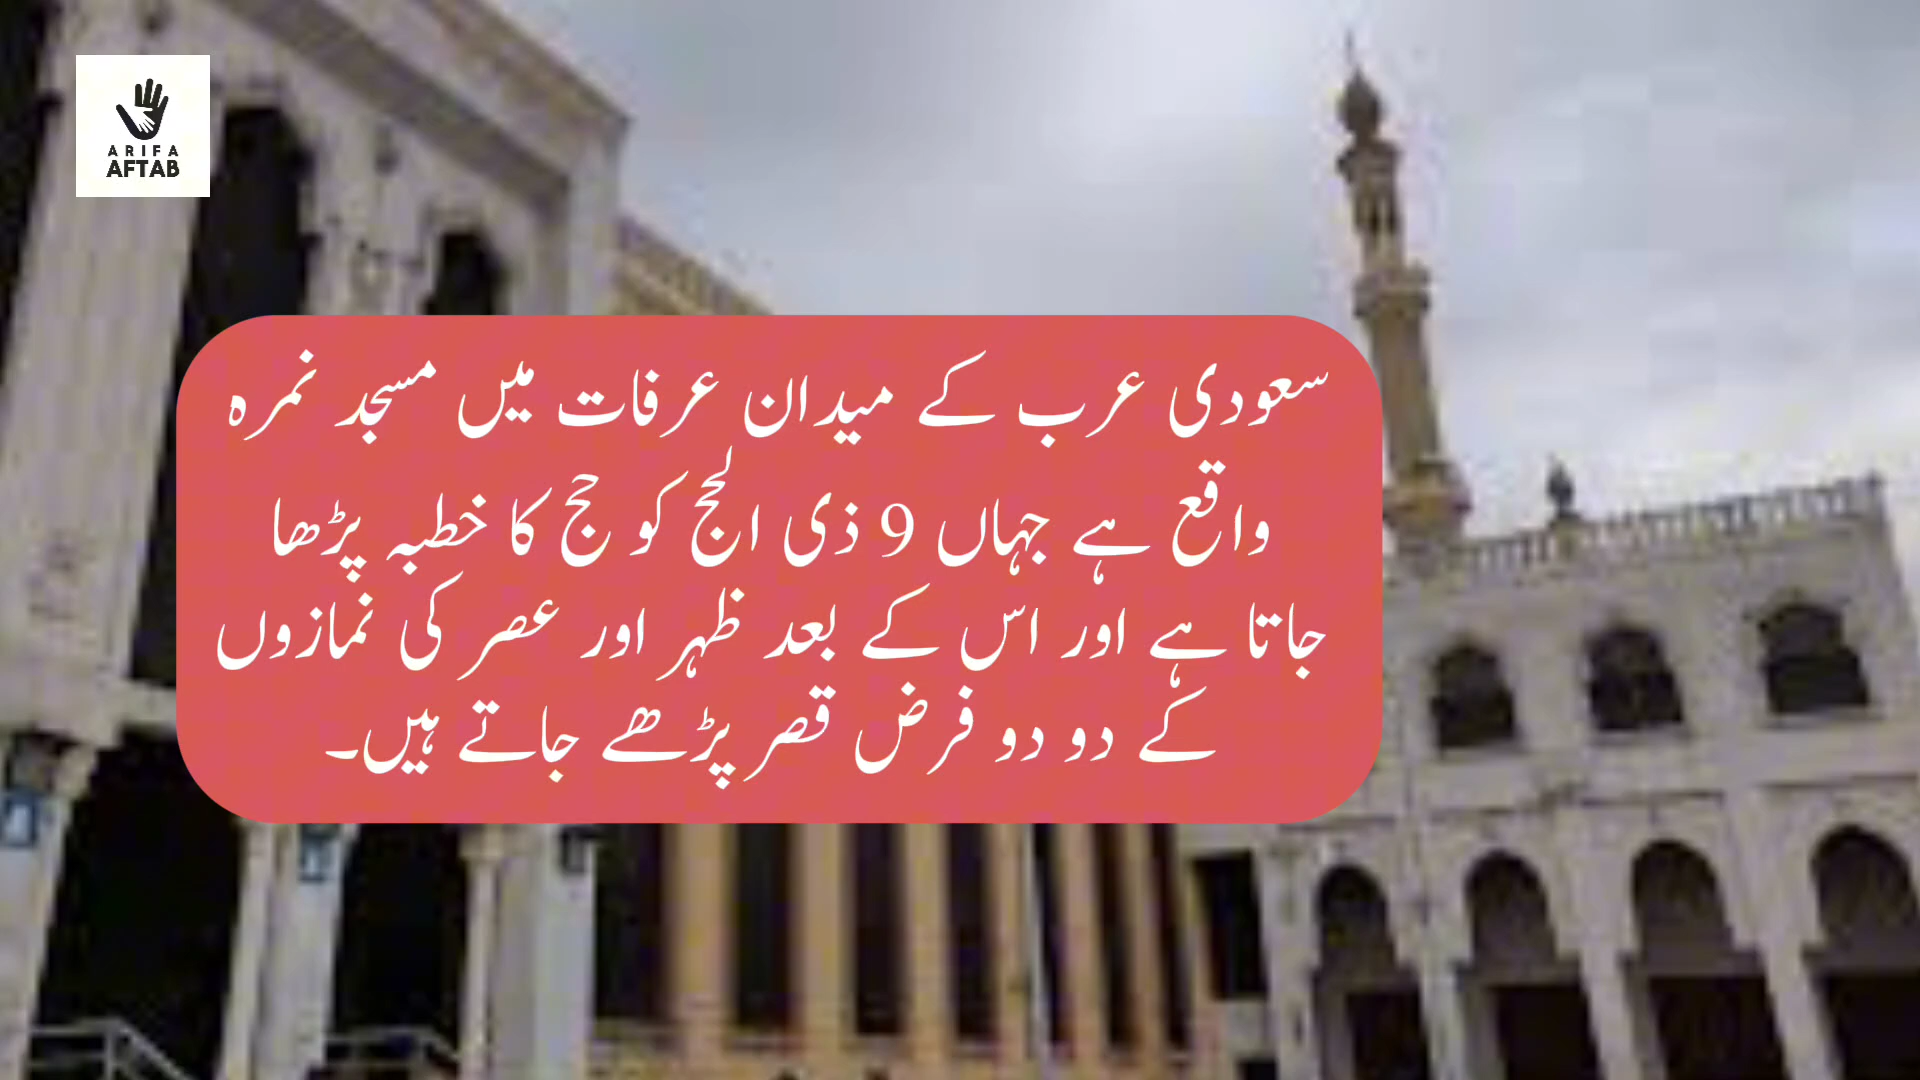 ARIFA
AFTAB
سعودی عرب کے میدان عرفات میں مسجد نمرہ
واقع ہے جہاں 9 ذی الحج کو حج کا خطبہ پڑھا
جاتا ہے اور اس کے بعد ظہر اور عصر کی نمازوں
کے دو دو فرض قصر پڑھے جاتے ہیں۔